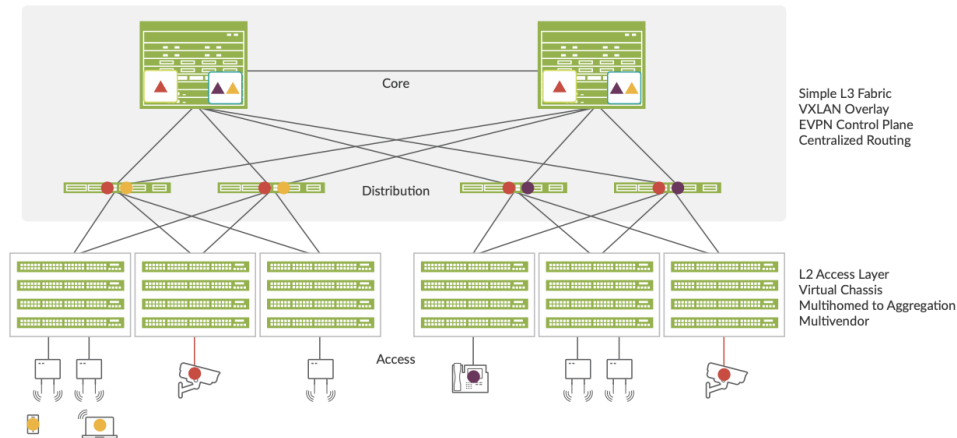 Core
Simple L3 Fabric
VXLAN Overlay
EVPN Control Plane
Centralized Routing
Distribution
L2 Access Layer
Virtual Chassis
Multihomed to Aggregation
Multivendor
Access